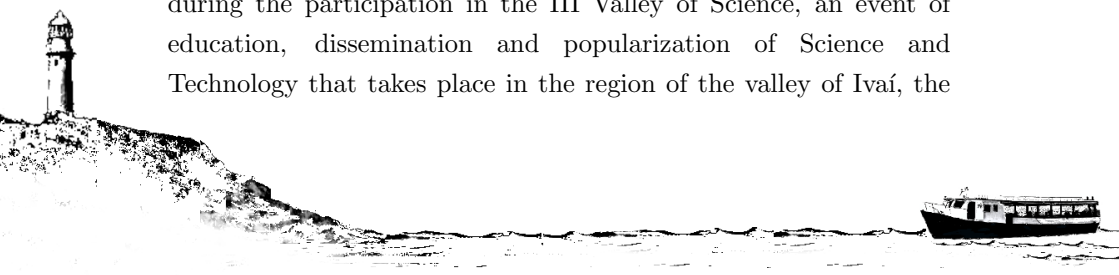 during the participation in the III Valley of Science, an event of
education, dissemination and popularization of Science and
Technology that takes place in the region of the valley of Ivaí, the